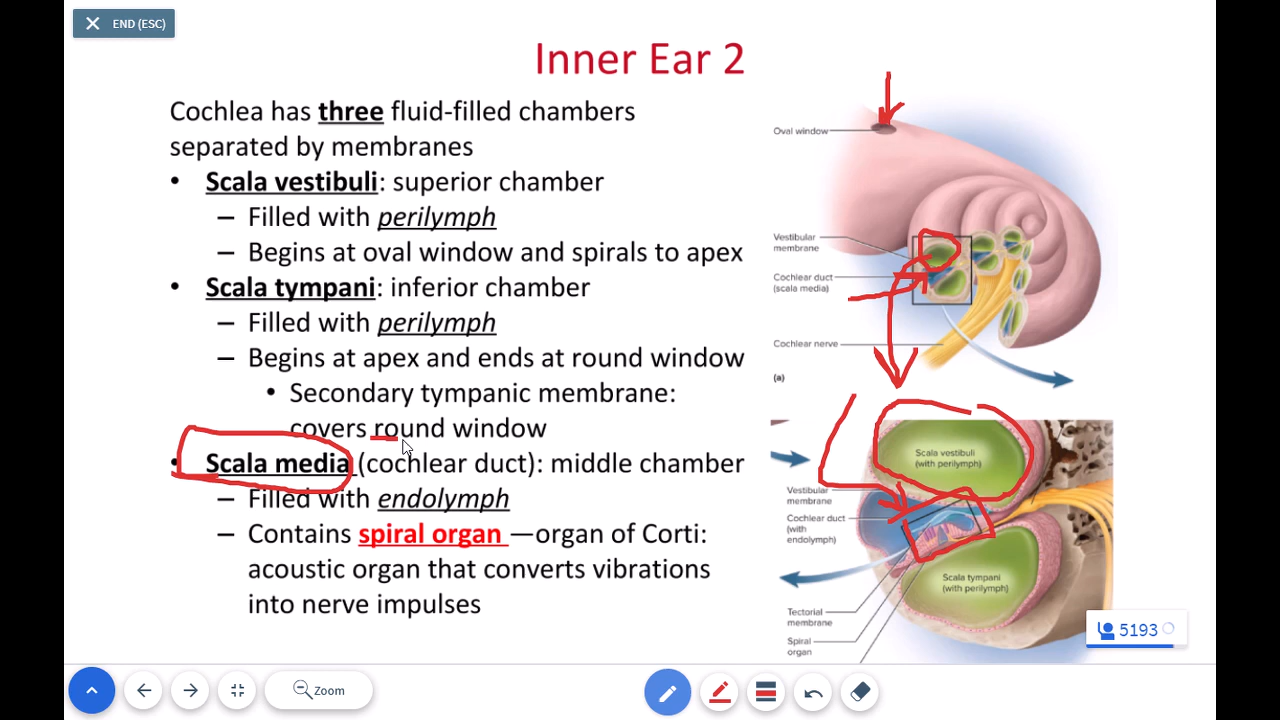 END (ESC)
Inner Ear 2
Cochlea has three fluid-filled chambers
separated by membranes
• Scala vestibuli: superior chamber
– Filled with perilymph
– Begins at oval window and spirals to apex
• Scala tympani: inferior chamber
– Filled with perilymph
– Begins at apex and ends at round window
• Secondary tympanic membrane:
covers round window
• Scala media (cochlear duct): middle chamber
– Filled with endolymph
– Contains spiral organ —organ of Corti:
acoustic organ that converts vibrations
into nerve impulses
Oval window
Vestibular
membrane
Cochlear duct
(scala media)
Cochlear nerve
(a)
Scala vestibuli
(with perilymph)
Vestibular
membrane
Cochlear duct
(with
endolymph)
Scala tympani
(with perilymph)
Tectorial
membrane
Spiral
organ
5193
Zoom